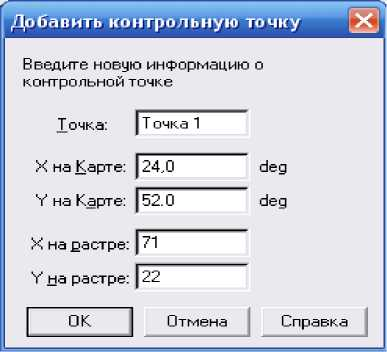 Добавить контрольную точку
Введите новую информацию о
контрольной точке
Точка: Точка 1
X на Карте: 24,0 deg
Y на Карте: 52.0 deg
X на растре: 71
Y на растре: 22
OK Отмена Справка